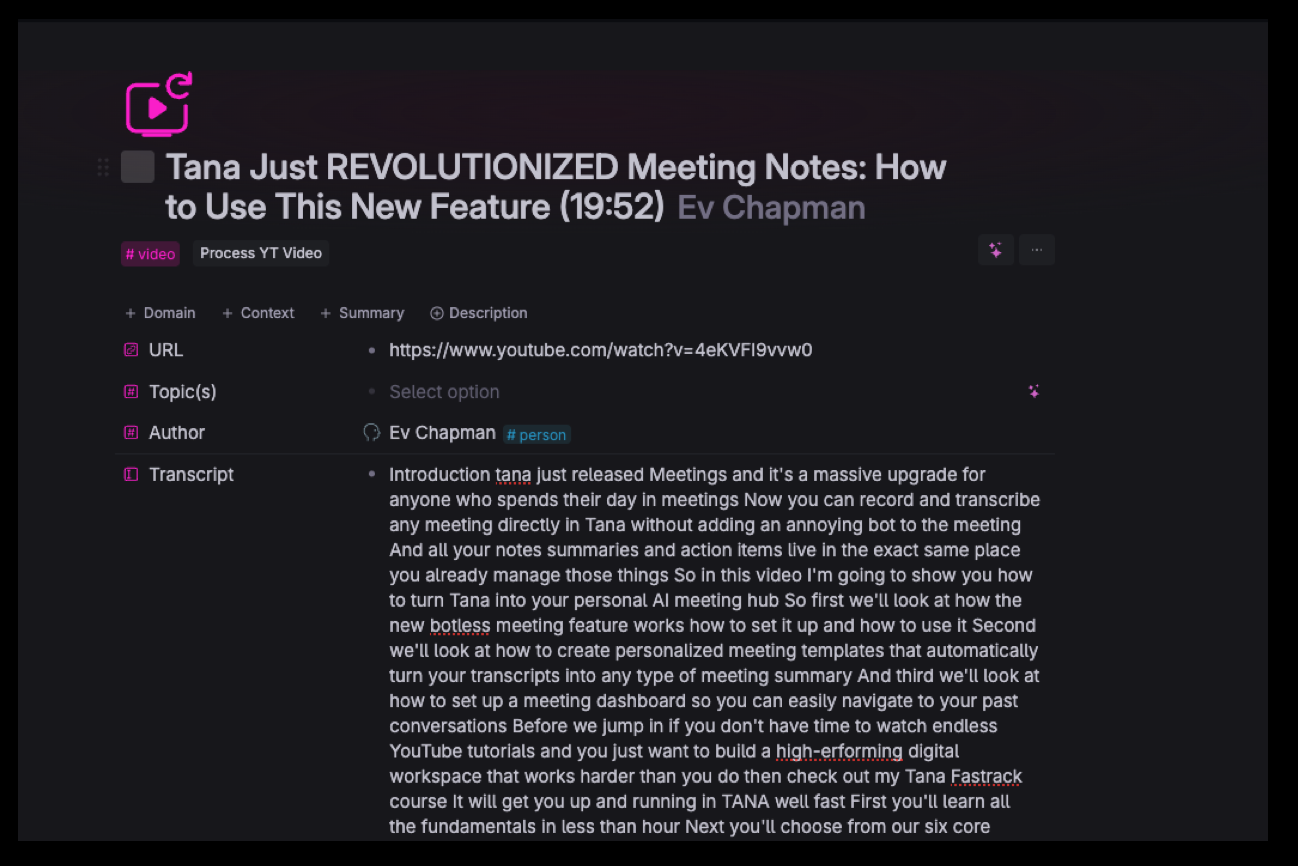 Tana Just REVOLUTIONIZED Meeting Notes: How
to Use This New Feature (19:52) Ev Chapman
# video Process YT Video
+ Domain + Context + Summary Description
URL
https://www.youtube.com/watch?v=4eKVFI9vvw0
Topic(s)
Select option
Author
Ev Chapman # person
Transcript
Introduction tana just released Meetings and it's a massive upgrade for
anyone who spends their day in meetings Now you can record and transcribe
any meeting directly in Tana without adding an annoying bot to the meeting
And all your notes summaries and action items live in the exact same place
you already manage those things So in this video I'm going to show you how
to turn Tana into your personal AI meeting hub So first we'll look at how the
new botless meeting feature works how to set it up and how to use it Second
we'll look at how to create personalized meeting templates that automatically
turn your transcripts into any type of meeting summary And third we'll look at
how to set up a meeting dashboard so you can easily navigate to your past
conversations Before we jump in if you don't have time to watch endless
YouTube tutorials and you just want to build a high-erforming digital
workspace that works harder than you do then check out my Tana Fastrack
course It will get you up and running in TANA well fast First you'll learn all
the fundamentals in less than hour Next you'll choose from our six core